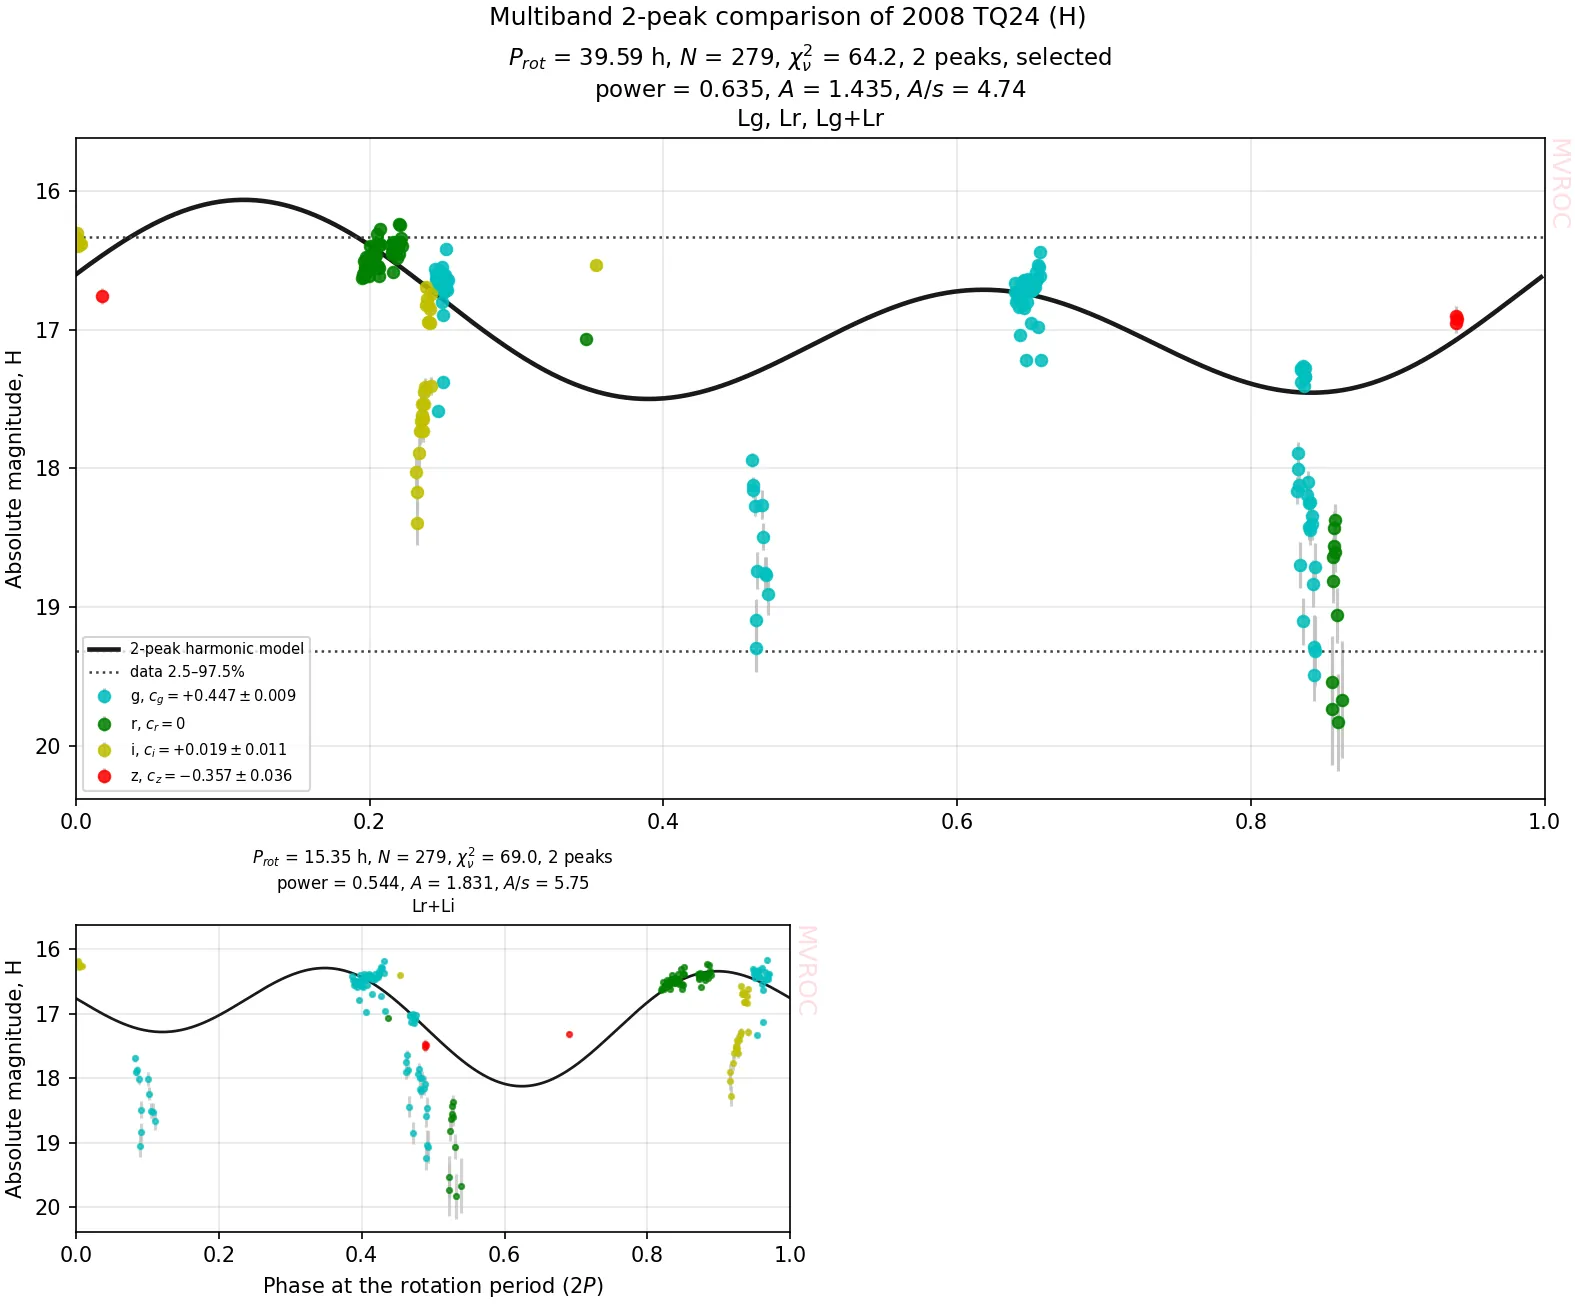 Multiband 2-peak comparison of 2008 TQ24 (H)
P_rot = 39.59 h, N = 279, χ²_ν = 64.2, 2 peaks, selected
power = 0.635, A = 1.435, A/s = 4.74
Lg, Lr, Lg+Lr
MVROC
Absolute magnitude, H
16
17
18
19
20
2-peak harmonic model
data 2.5–97.5%
g, c_g = +0.447 ± 0.009
r, c_r = 0
i, c_i = +0.019 ± 0.011
z, c_z = −0.357 ± 0.036
0.0 0.2 0.4 0.6 0.8 1.0
P_rot = 15.35 h, N = 279, χ²_ν = 69.0, 2 peaks
power = 0.544, A = 1.831, A/s = 5.75
Lr+Li
MVROC
Absolute magnitude, H
16
17
18
19
20
0.0 0.2 0.4 0.6 0.8 1.0
Phase at the rotation period (2P)